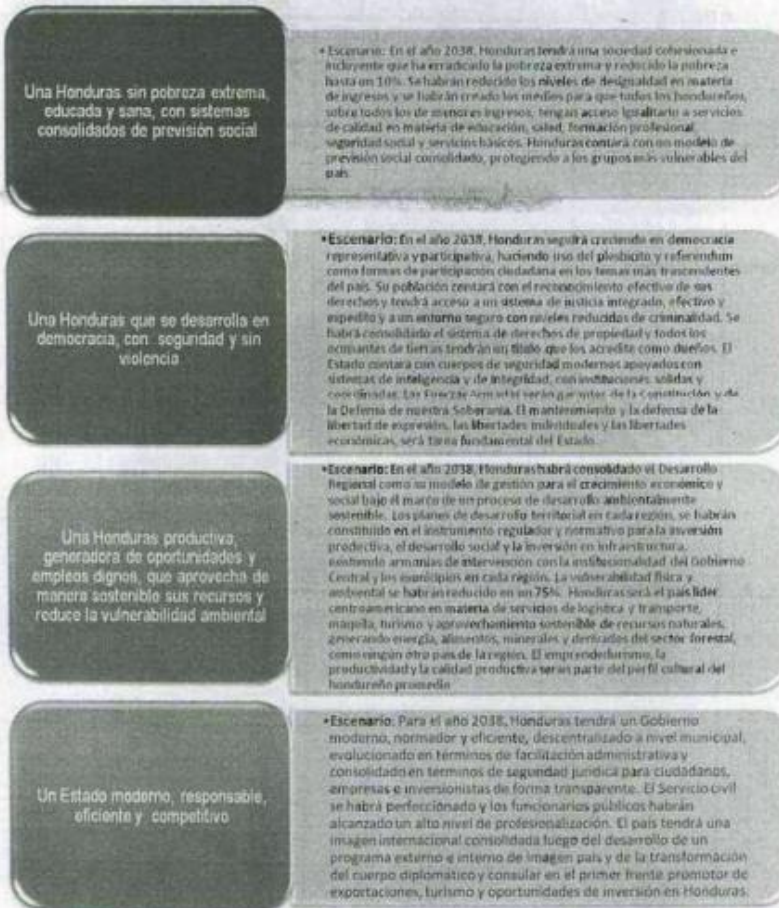 Una Honduras sin pobreza extrema,
educada y sana, con sistemas
consolidados de previsión social
• Escenario: En el año 2038, Honduras tendrá una sociedad cohesionada e
incluyente que ha erradicado la pobreza extrema y reducido la pobreza
hasta un 10%. Se habrán reducido los niveles de desigualdad en materia
de ingresos y se habrán creado los medios para que todos los hondureños,
sobre todos los de menores ingresos, tengan acceso igualitario a servicios
de calidad en materia de educación, salud, formación profesional,
seguridad social y servicios básicos. Honduras contará con un modelo de
previsión social consolidado, protegiendo a los grupos más vulnerables del
país
Una Honduras que se desarrolla en
democracia, con seguridad y sin
violencia
•Escenario: En el año 2038, Honduras seguirá creciendo en democracia
representativa y participativa, haciendo uso del plebicito y referendum
como formas de participación ciudadana en los temas más trascendentes
del país. Su población contará con el reconocimiento efectivo de sus
derechos y tendrá acceso a un sistema de justicia integrado, efectivo y
expedito y a un entorno seguro con niveles reducidos de criminalidad. Se
habrá consolidado el sistema de derechos de propiedad y todos los
ocupantes de tierras tendrán un título que los acredite como dueños. El
Estado contará con cuerpos de seguridad modernos apoyados con
sistemas de inteligencia y de integridad, con instituciones solidas y
coordinadas. Las Fuerzas Armadas serán garantes de la Constitución y de
la Defensa de nuestra Soberanía. El mantenimiento y la defensa de la
libertad de expresión, las libertades individuales y las libertades
económicas, será tarea fundamental del Estado
Una Honduras productiva,
generadora de oportunidades y
empleos dignos, que aprovecha de
manera sostenible sus recursos y
reduce la vulnerabilidad ambiental
•Escenario: En el año 2038, Honduras habrá consolidado el Desarrollo
Regional como su modelo de gestión para el crecimiento económico y
social bajo el marco de un proceso de desarrollo ambientalmente
sostenible. Los planes de desarrollo territorial en cada región, se habrán
constituido en el instrumento regulador y normativo para la inversión
productiva, el desarrollo social y la inversión en infraestructura,
armonías de intervención con la institucionalidad del Gobierno
Central y los municipios en cada región. La vulnerabilidad física y
ambiental se habrán reducido en un 75%. Honduras será el país líder
centroamericano en materia de servicios de logística y transporte,
maquila, turismo y aprovechamiento sostenible de recursos naturales,
generando energía, alimentos, minerales y derivados del sector forestal,
como ningún otro país de la región. El emprendedurismo, la
productividad y la calidad productiva serán parte del perfil cultural del
hondureño promedio
Un Estado moderno, responsable,
eficiente y competitivo
•Escenario: Para el año 2038, Honduras tendrá un Gobierno
moderno, normador y eficiente, descentralizado a nivel municipal,
evolucionado en términos de facilitación administrativa y
consolidado en términos de seguridad jurídica para ciudadanos,
empresas e inversionistas de forma transparente. El Servicio civil
se habrá perfeccionado y los funcionarios públicos habrán
alcanzado un alto nivel de profesionalización. El país tendrá una
imagen internacional consolidada luego del desarrollo de un
programa externo e interno de imagen país y de la transformación
del cuerpo diplomático y consular en el primer frente promotor de
exportaciones, turismo y oportunidades de inversión en Honduras.